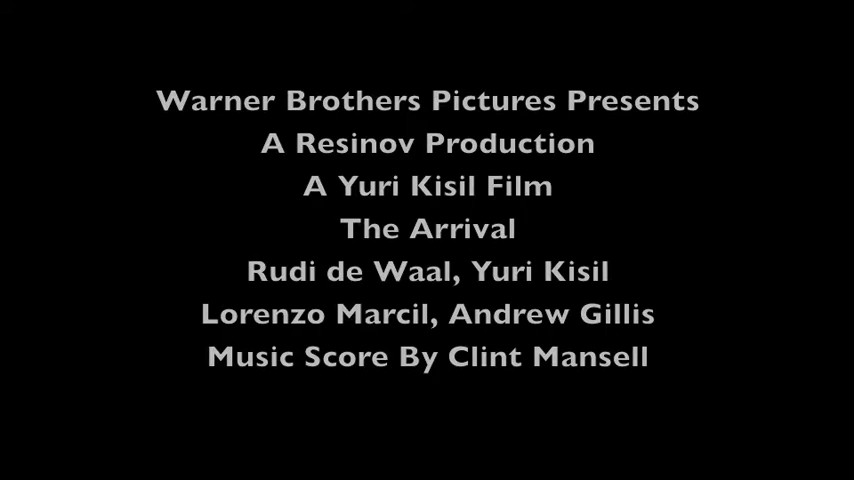 Warner Brothers Pictures Presents
A Resinov Production
A Yuri Kisil Film
The Arrival
Rudi de Waal, Yuri Kisil
Lorenzo Marcil, Andrew Gillis
Music Score By Clint Mansell